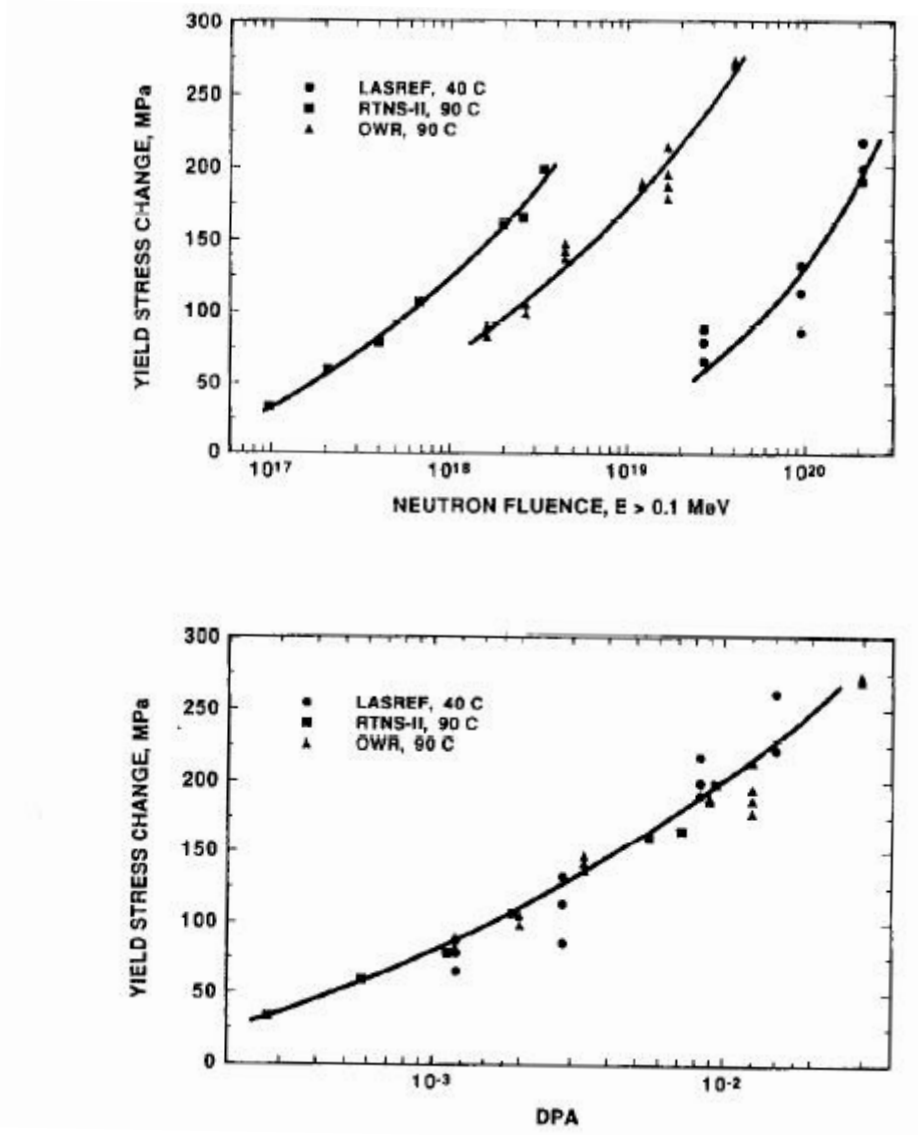 300
250
200
150
100
50
0
YIELD STRESS CHANGE, MPa
LASREF, 40 C
RTNS-II, 90 C
OWR, 90 C
10¹⁷ 10¹⁸ 10¹⁹ 10²⁰
NEUTRON FLUENCE, E > 0.1 MeV
300
250
200
150
100
50
0
YIELD STRESS CHANGE, MPa
LASREF, 40 C
RTNS-II, 90 C
OWR, 90 C
10⁻³ 10⁻²
DPA